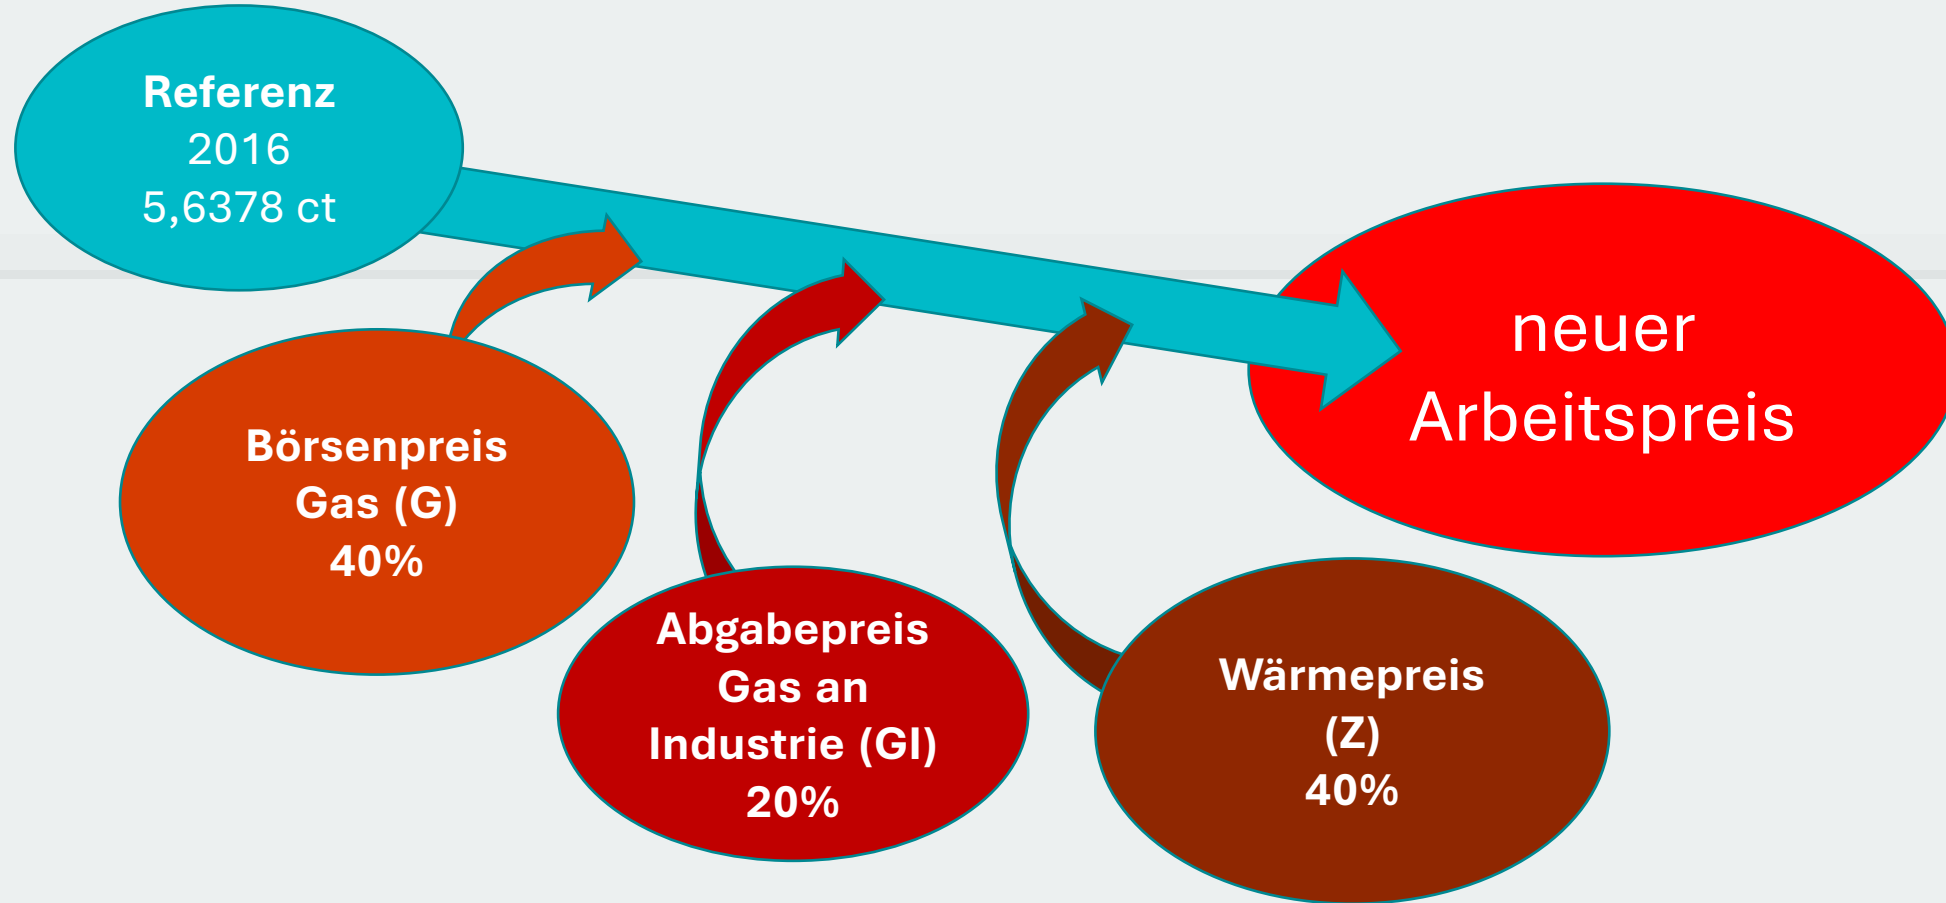 Referenz
2016
5,6378 ct
neuer
Arbeitspreis
Börsenpreis
Gas (G)
40%
Abgabepreis
Gas an
Industrie (GI)
20%
Wärmepreis
(Z)
40%